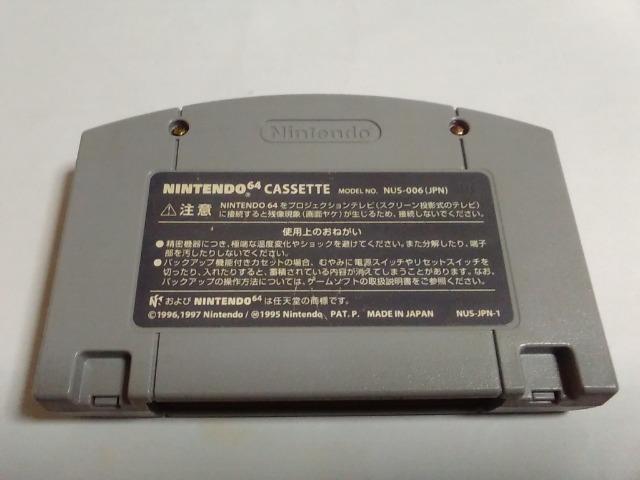 Nintendo
NINTENDO64 CASSETTE MODEL NO. NUS-006(JPN)
⚠注意 NINTENDO 64 をプロジェクションテレビ(スクリーン投影式のテレビ)
に接続すると残像現象(画面ヤケ)が生じるため、接続しないでください。
使用上のおねがい
●精密機器につき、極端な温度変化やショックを避けてください。また分解したり、端子
部を汚したりしないでください。
●バックアップ機能付きカセットの場合、むやみに電源スイッチやリセットスイッチを
切ったり、入れたりすると、蓄積されている内容が消えてしまうことがあります。なお、
バックアップの操作方法については、ゲームソフトの取扱説明書をご参照ください。
および NINTENDO64 は任天堂の商標です。
©1996,1997 Nintendo/Ⓜ1995 Nintendo PAT. P. MADE IN JAPAN NUS-JPN-1